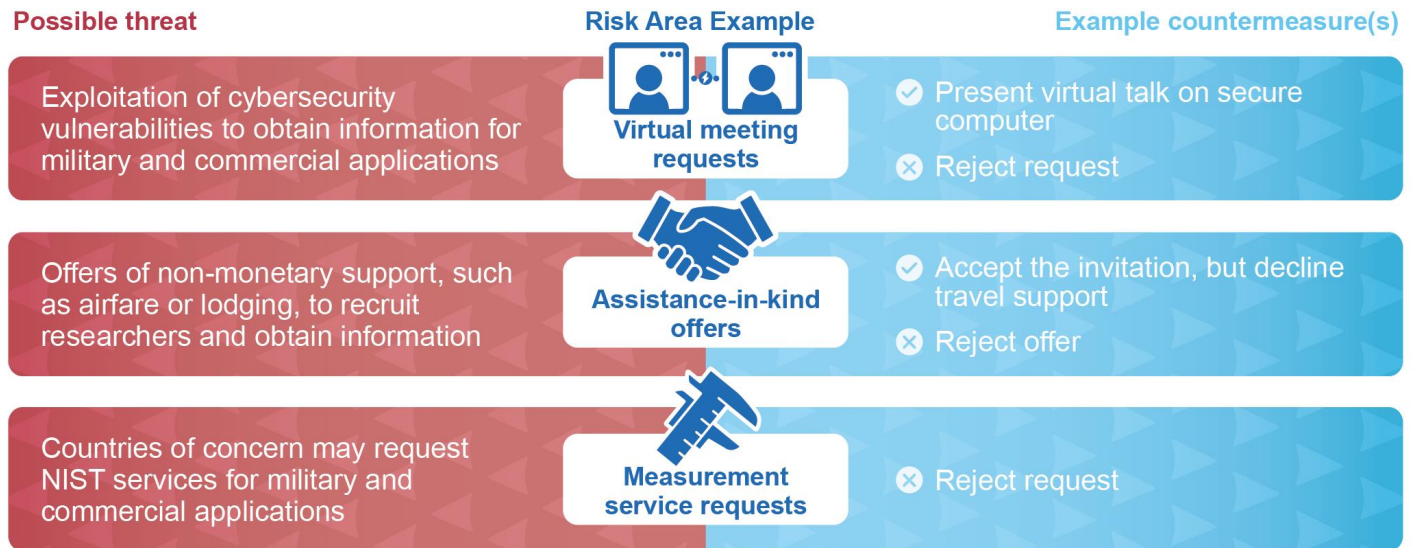 Possible threat
Risk Area Example
Example countermeasure(s)
Exploitation of cybersecurity
vulnerabilities to obtain information for
military and commercial applications
Virtual meeting
requests
Present virtual talk on secure
computer
Reject request
Offers of non-monetary support, such
as airfare or lodging, to recruit
researchers and obtain information
Assistance-in-kind
offers
Accept the invitation, but decline
travel support
Reject offer
Countries of concern may request
NIST services for military and
commercial applications
Measurement
service requests
Reject request